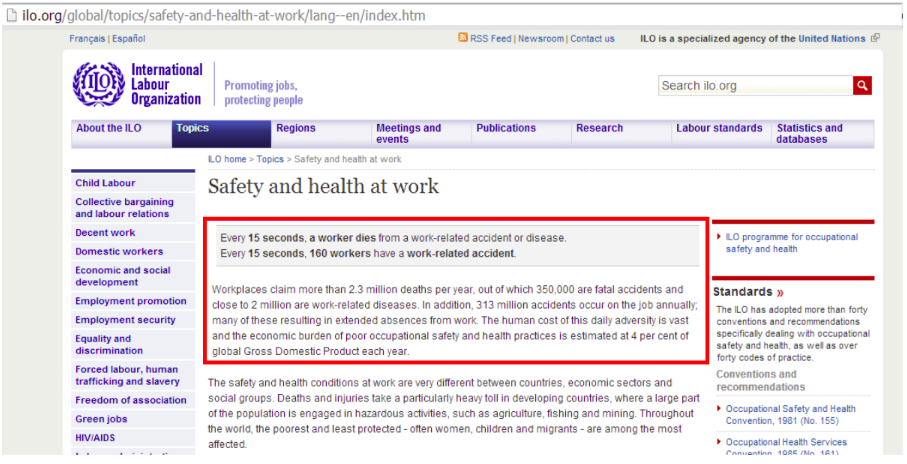 ilo.org/global/topics/safety-and-health-at-work/lang--en/index.htm
Français | Español
RSS Feed | Newsroom | Contact us
ILO is a specialized agency of the United Nations
International
Labour
Organization
Promoting jobs,
protecting people
Search ilo.org
About the ILO
Topics
Regions
Meetings and
events
Publications
Research
Labour standards
Statistics and
databases
ILO home > Topics > Safety and health at work
Child Labour
Collective bargaining
and labour relations
Decent work
Domestic workers
Economic and social
development
Employment promotion
Employment security
Equality and
discrimination
Forced labour, human
trafficking and slavery
Freedom of association
Green jobs
HIV/AIDS
Safety and health at work
Every 15 seconds, a worker dies from a work-related accident or disease.
Every 15 seconds, 160 workers have a work-related accident.
Workplaces claim more than 2.3 million deaths per year, out of which 350,000 are fatal accidents and
close to 2 million are work-related diseases. In addition, 313 million accidents occur on the job annually;
many of these resulting in extended absences from work. The human cost of this daily adversity is vast
and the economic burden of poor occupational safety and health practices is estimated at 4 per cent of
global Gross Domestic Product each year.
The safety and health conditions at work are very different between countries, economic sectors and
social groups. Deaths and injuries take a particularly heavy toll in developing countries, where a large part
of the population is engaged in hazardous activities, such as agriculture, fishing and mining. Throughout
the world, the poorest and least protected - often women, children and migrants - are among the most
affected.
ILO programme for occupational
safety and health
Standards »
The ILO has adopted more than forty
conventions and recommendations
specifically dealing with occupational
safety and health, as well as over
forty codes of practice.
Conventions and
recommendations
Occupational Safety and Health
Convention, 1981 (No. 155)
Occupational Health Services
Convention, 1985 (No. 161)